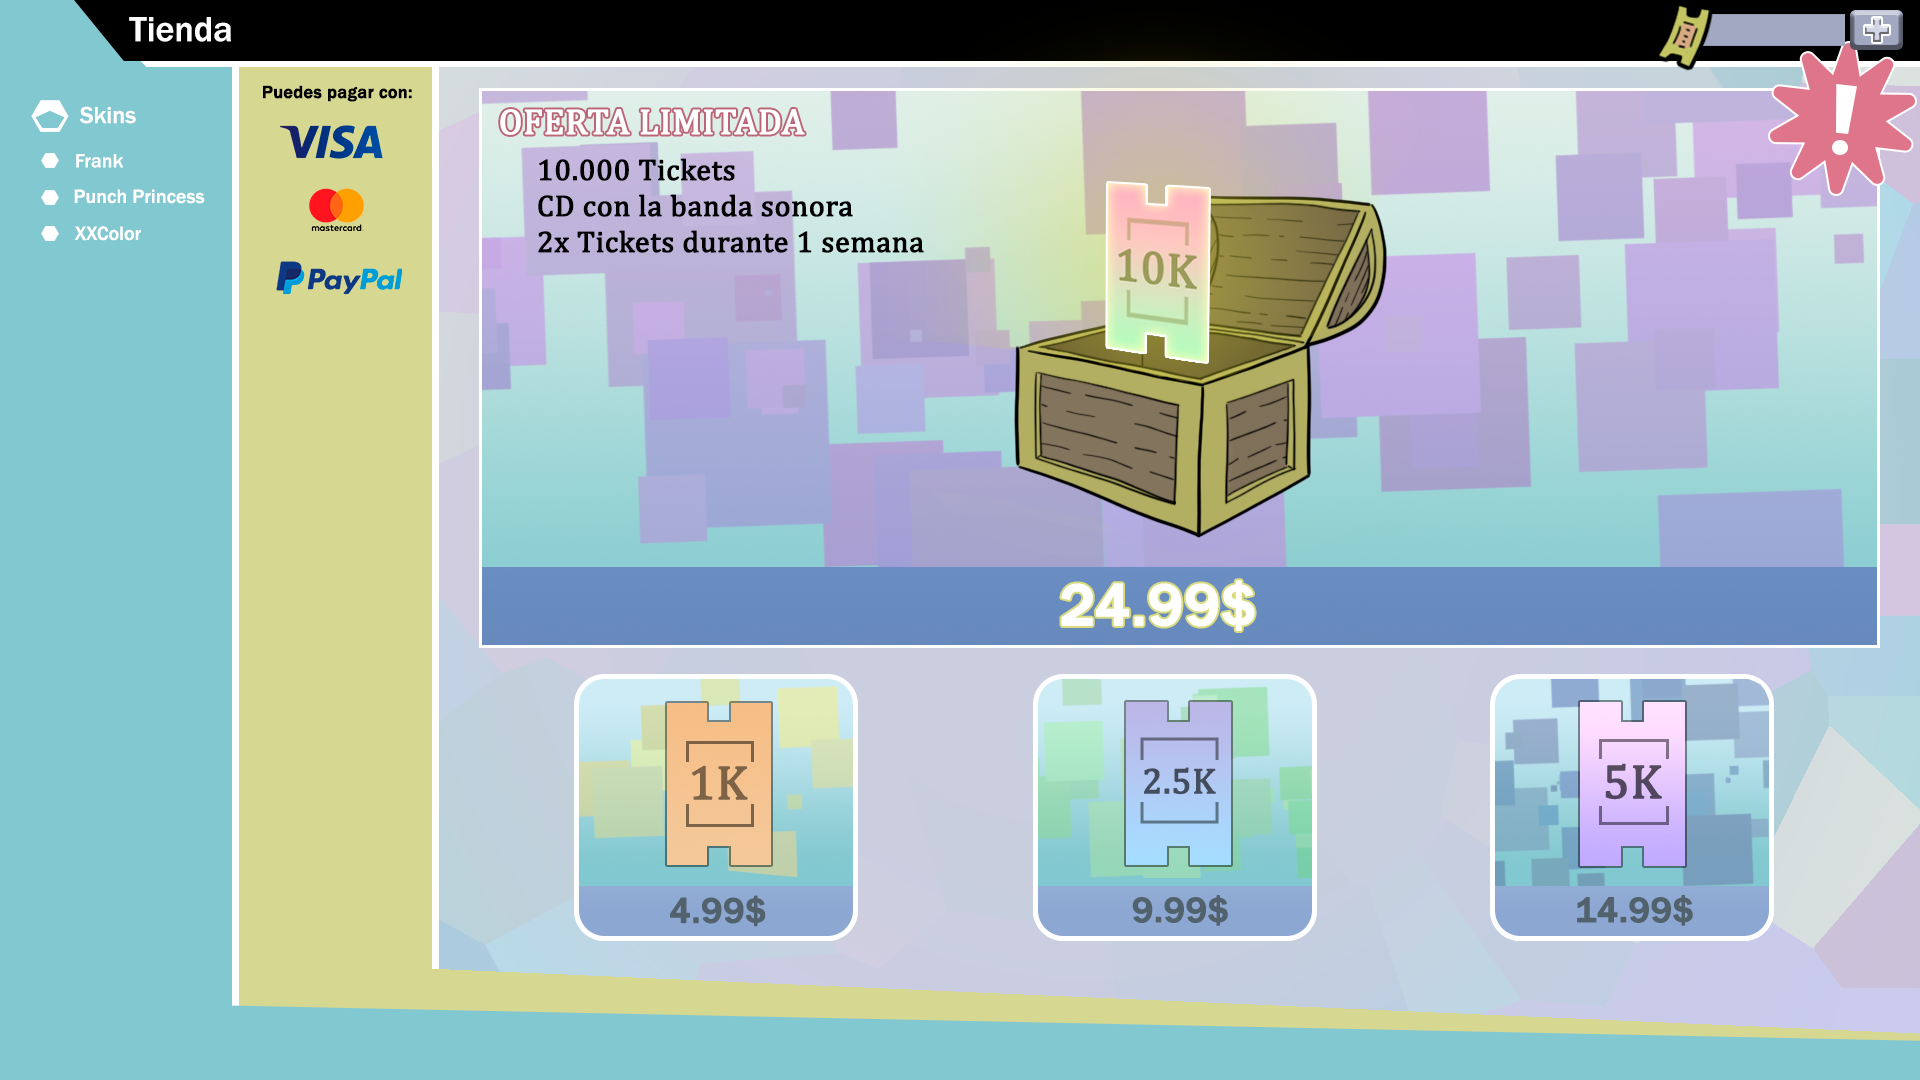 Tienda
Skins
Frank
Punch Princess
XXColor
Puedes pagar con:
VISA
mastercard
PayPal
OFERTA LIMITADA
10.000 Tickets
CD con la banda sonora
2x Tickets durante 1 semana
10K
24.99$
1K
4.99$
2.5K
9.99$
5K
14.99$
!